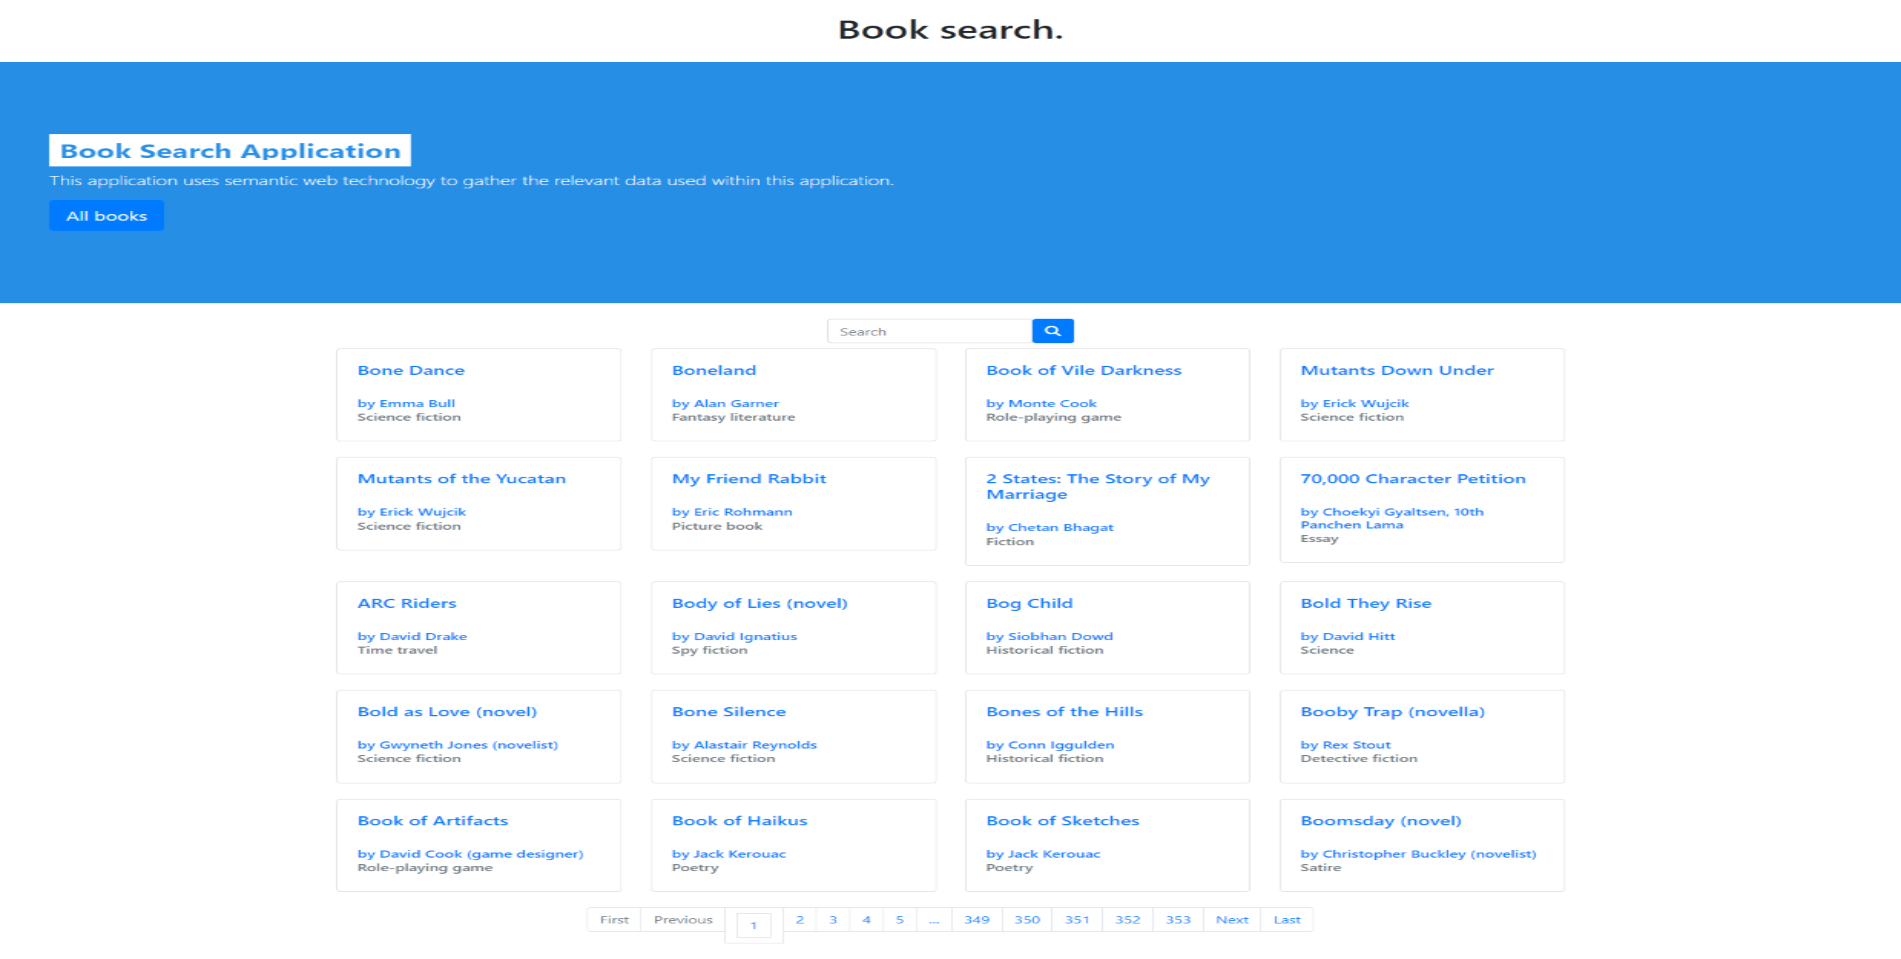 Book search.
Book Search Application
This application uses semantic web technology to gather the relevant data used within this application.
All books
Search
Bone Dance
by Emma Bull
Science fiction
Boneland
by Alan Garner
Fantasy literature
Book of Vile Darkness
by Monte Cook
Role-playing game
Mutants Down Under
by Erick Wujcik
Science fiction
Mutants of the Yucatan
by Erick Wujcik
Science fiction
My Friend Rabbit
by Eric Rohmann
Picture book
2 States: The Story of My
Marriage
by Chetan Bhagat
Fiction
70,000 Character Petition
by Choekyi Gyaltsen, 10th
Panchen Lama
Essay
ARC Riders
by David Drake
Time travel
Body of Lies (novel)
by David Ignatius
Spy fiction
Bog Child
by Siobhan Dowd
Historical fiction
Bold They Rise
by David Hitt
Science
Bold as Love (novel)
by Gwyneth Jones (novelist)
Science fiction
Bone Silence
by Alastair Reynolds
Science fiction
Bones of the Hills
by Conn Iggulden
Historical fiction
Booby Trap (novella)
by Rex Stout
Detective fiction
Book of Artifacts
by David Cook (game designer)
Role-playing game
Book of Haikus
by Jack Kerouac
Poetry
Book of Sketches
by Jack Kerouac
Poetry
Boomsday (novel)
by Christopher Buckley (novelist)
Satire
First Previous 1 2 3 4 5 ... 349 350 351 352 353 Next Last